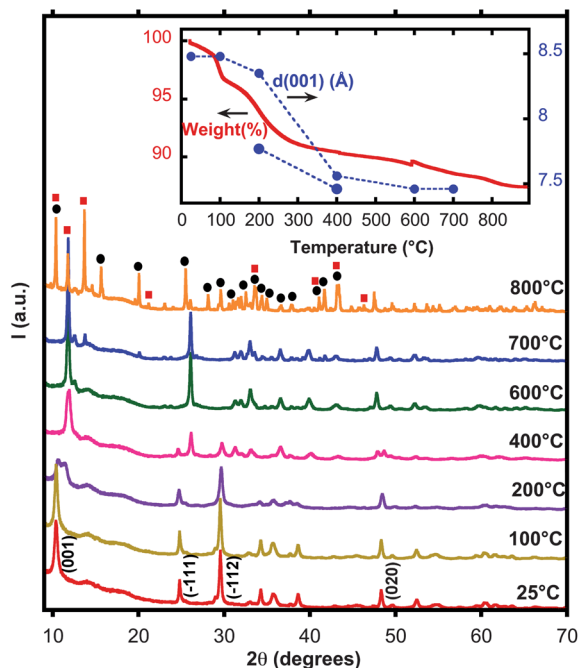 100
95
90
8.5
8
7.5
d(001) (Å)
Weight(%)
0 100 200 300 400 500 600 700 800
Temperature (°C)
I (a.u.)
800°C
700°C
600°C
400°C
200°C
100°C
25°C
(001)
(-111)
(-112)
(020)
10 20 30 40 50 60 70
2θ (degrees)